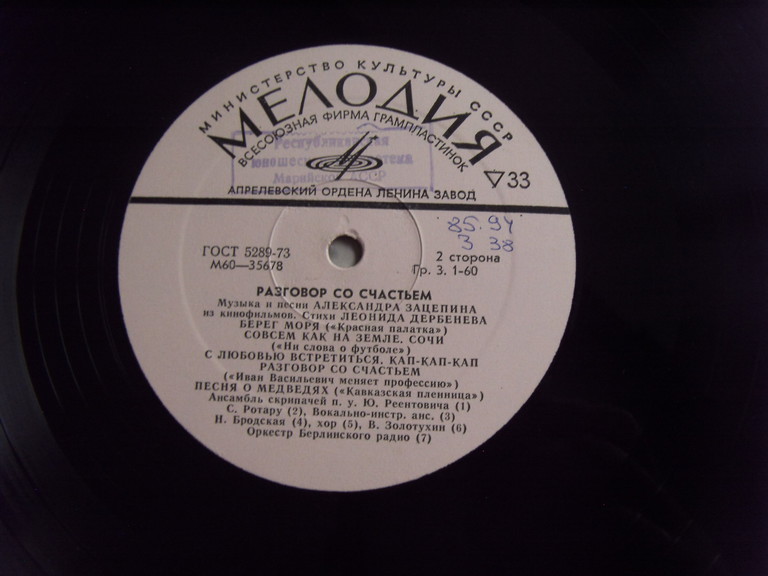 МИНИСТЕРСТВО КУЛЬТУРЫ СССР
МЕЛОДИЯ
ВСЕСОЮЗНАЯ ФИРМА ГРАМПЛАСТИНОК
Республиканская
Марийской АССР
АПРЕЛЕВСКИЙ ОРДЕНА ЛЕНИНА ЗАВОД
33
85.94
З 38
ГОСТ 5289-73
М60—35678
2 сторона
Гр. 3. 1-60
РАЗГОВОР СО СЧАСТЬЕМ
Музыка и песни АЛЕКСАНДРА ЗАЦЕПИНА
из кинофильмов. Стихи ЛЕОНИДА ДЕРБЕНЕВА
БЕРЕГ МОРЯ («Красная палатка»)
СОВСЕМ КАК НА ЗЕМЛЕ. СОЧИ
(«Ни слова о футболе»)
С ЛЮБОВЬЮ ВСТРЕТИТЬСЯ. КАП-КАП-КАП
РАЗГОВОР СО СЧАСТЬЕМ
(«Иван Васильевич меняет профессию»)
ПЕСНЯ О МЕДВЕДЯХ («Кавказская пленница»)
Ансамбль скрипачей п. у. Ю. Реентовича (1)
С. Ротару (2), Вокально-инстр. анс. (3)
Н. Бродская (4), хор (5), В. Золотухин (6)
Оркестр Берлинского радио (7)